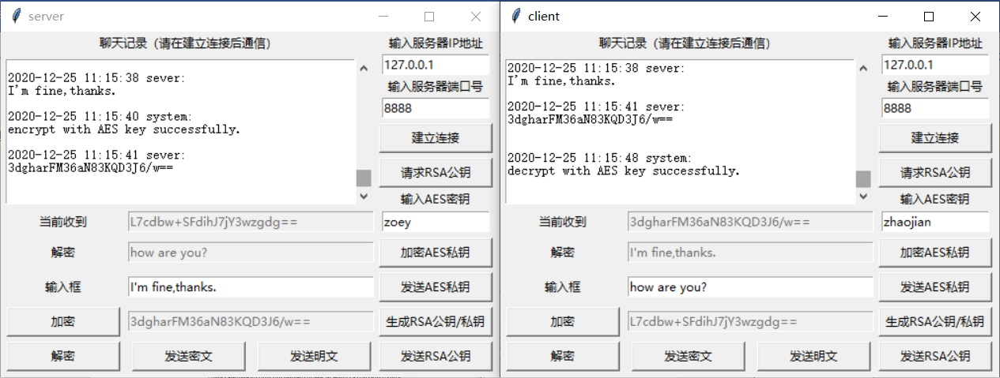 server
聊天记录（请在建立连接后通信）
2020-12-25 11:15:38 sever:
I'm fine,thanks.
2020-12-25 11:15:40 system:
encrypt with AES key successfully.
2020-12-25 11:15:41 sever:
3dgharFM36aN83KQD3J6/w==
输入服务器IP地址
127.0.0.1
输入服务器端口号
8888
建立连接
请求RSA公钥
输入AES密钥
当前收到
L7cdbw+SFdihJ7jY3wzgdg==
zoey
解密
how are you?
加密AES私钥
输入框
I'm fine,thanks.
发送AES私钥
加密
3dgharFM36aN83KQD3J6/w==
生成RSA公钥/私钥
解密
发送密文
发送明文
发送RSA公钥
client
聊天记录（请在建立连接后通信）
2020-12-25 11:15:38 sever:
I'm fine,thanks.
2020-12-25 11:15:41 sever:
3dgharFM36aN83KQD3J6/w==
2020-12-25 11:15:48 system:
decrypt with AES key successfully.
输入服务器IP地址
127.0.0.1
输入服务器端口号
8888
建立连接
请求RSA公钥
输入AES密钥
当前收到
3dgharFM36aN83KQD3J6/w==
zhaojian
解密
I'm fine,thanks.
加密AES私钥
输入框
how are you?
发送AES私钥
加密
L7cdbw+SFdihJ7jY3wzgdg==
生成RSA公钥/私钥
解密
发送密文
发送明文
发送RSA公钥